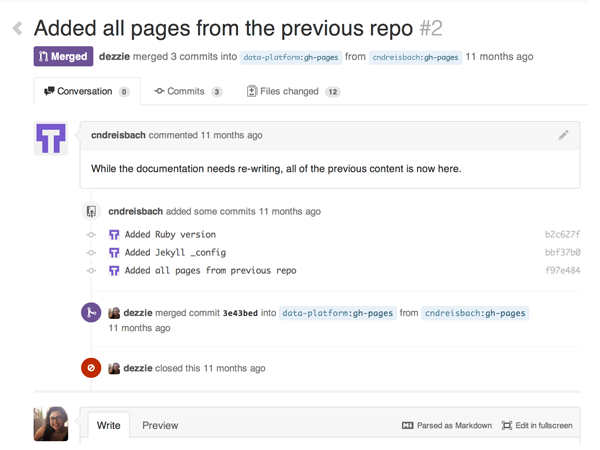 Added all pages from the previous repo #2
Merged dezzie merged 3 commits into data-platform:gh-pages from cndreisbach:gh-pages 11 months ago
Conversation 0 Commits 3 Files changed 12
cndreisbach commented 11 months ago
While the documentation needs re-writing, all of the previous content is now here.
cndreisbach added some commits 11 months ago
Added Ruby version b2c627f
Added Jekyll _config bbf37b0
Added all pages from previous repo f97e484
dezzie merged commit 3e43bed into data-platform:gh-pages from cndreisbach:gh-pages
11 months ago
dezzie closed this 11 months ago
Write Preview Parsed as Markdown Edit in fullscreen